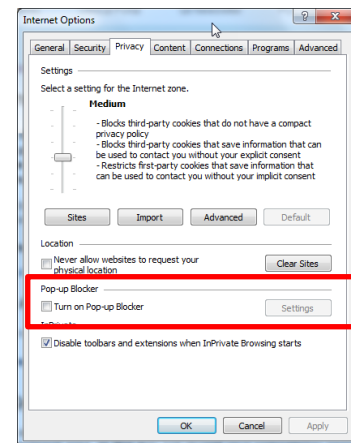 Internet Options
General Security Privacy Content Connections Programs Advanced
Settings
Select a setting for the Internet zone.
Medium
- Blocks third-party cookies that do not have a compact
privacy policy
- Blocks third-party cookies that save information that can
be used to contact you without your explicit consent
- Restricts first-party cookies that save information that
can be used to contact you without your implicit consent
Sites Import Advanced Default
Location
Never allow websites to request your
physical location
Clear Sites
Pop-up Blocker
Turn on Pop-up Blocker
Settings
Disable toolbars and extensions when InPrivate Browsing starts
OK Cancel Apply